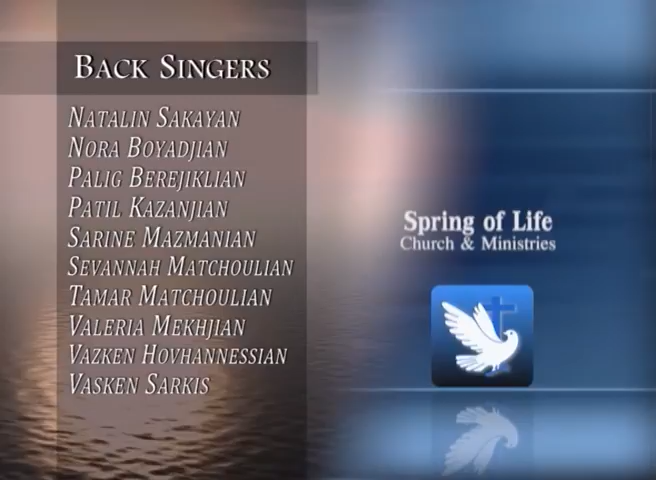 BACK SINGERS
NATALIN SAKAYAN
NORA BOYADJIAN
PALIG BEREJIKLIAN
PATIL KAZANJIAN
SARINE MAZMANIAN
SEVANNAH MATCHOULIAN
TAMAR MATCHOULIAN
VALERIA MEKHJIAN
VAZKEN HOVHANNESSIAN
VASKEN SARKIS
Spring of Life
Church & Ministries